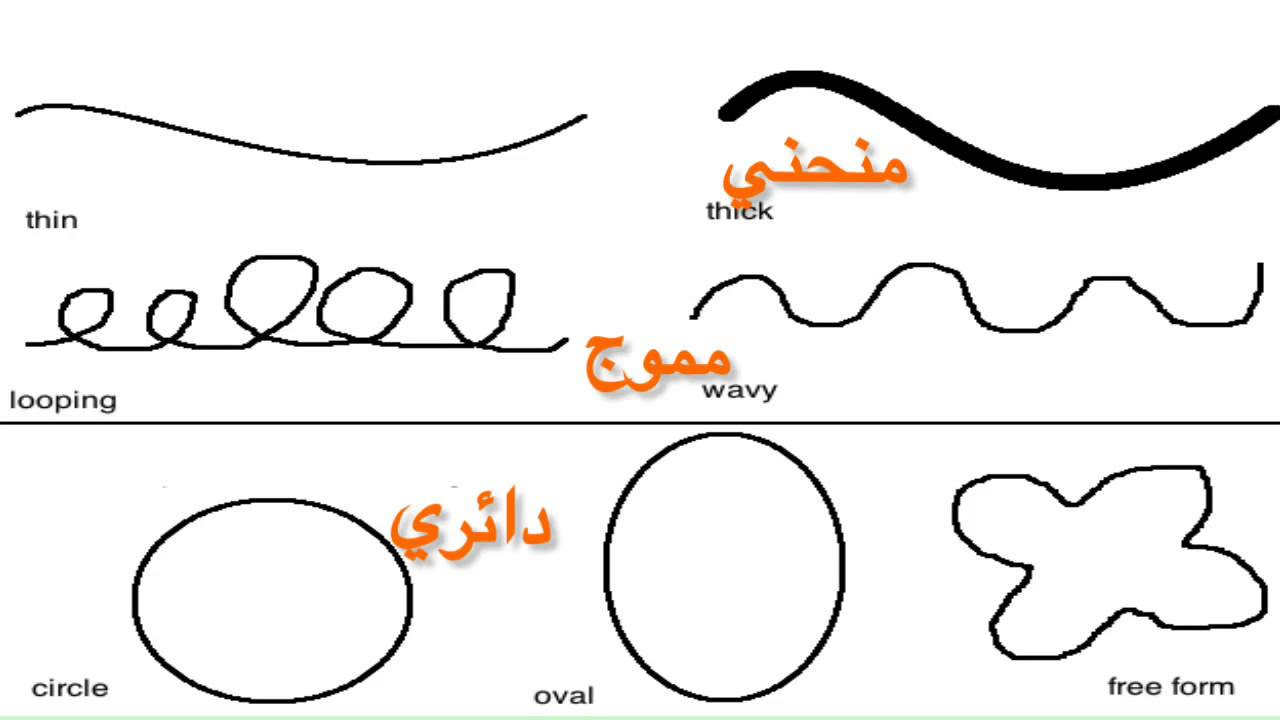 منحني
thin
thick
مموج
looping
wavy
دائري
circle
oval
free form